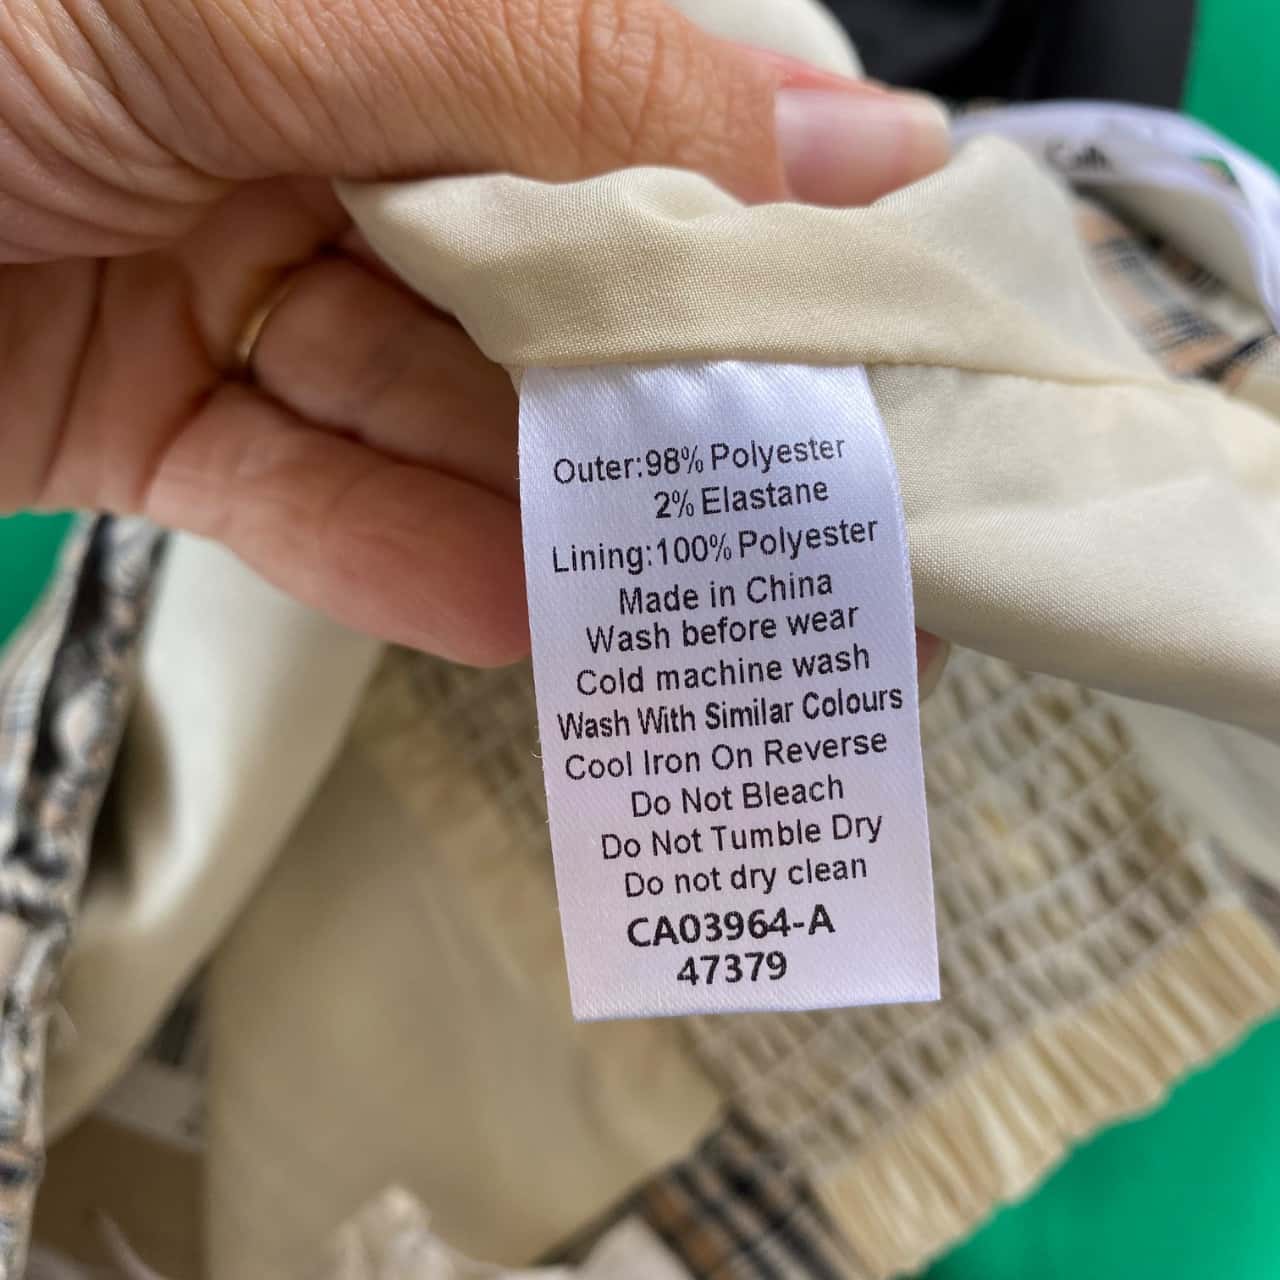 Outer:98% Polyester
2% Elastane
Lining:100% Polyester
Made in China
Wash before wear
Cold machine wash
Wash With Similar Colours
Cool Iron On Reverse
Do Not Bleach
Do Not Tumble Dry
Do not dry clean
CA03964-A
47379